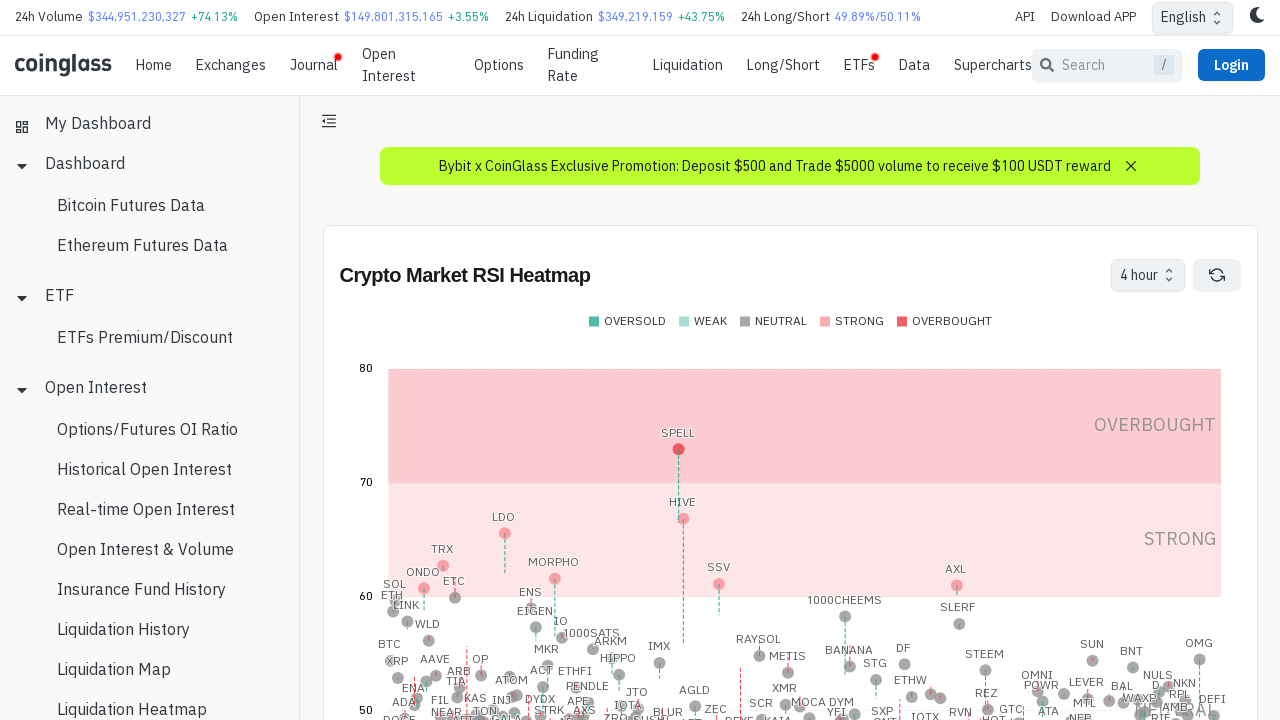 24h Volume $344,951,230,327 +74.13% Open Interest $149,801,315,165 +3.55% 24h Liquidation $349,219,159 +43.75% 24h Long/Short 49.89%/50.11% API Download APP English
coinglass Home Exchanges Journal Open Interest Options Funding Rate Liquidation Long/Short ETFs Data Supercharts Search / Login
My Dashboard
Dashboard
Bitcoin Futures Data
Ethereum Futures Data
ETF
ETFs Premium/Discount
Open Interest
Options/Futures OI Ratio
Historical Open Interest
Real-time Open Interest
Open Interest & Volume
Insurance Fund History
Liquidation History
Liquidation Map
Liquidation Heatmap
Bybit x CoinGlass Exclusive Promotion: Deposit $500 and Trade $5000 volume to receive $100 USDT reward
Crypto Market RSI Heatmap 4 hour
OVERSOLD WEAK NEUTRAL STRONG OVERBOUGHT
80
OVERBOUGHT
SPELL
70
HIVE
LDO
STRONG
TRX
MORPHO
ONDO SSV AXL
SOL ETC
ETH ENS 60
LINK EIGEN 1000CHEEMS SLERF
WLD IO
1000SATS
ARKM RAYSOL
BTC MKR IMX BANANA DF SUN OMG
XRP AAVE OP HIPPO METIS STG STEEM BNT
ARB ACT ETHFI
TIA ATOM ETHW OMNI NULS
ENA PENDLE JTO AGLD XMR POWR LEVER BAL NKN
ADA FIL KAS INJ DYDX APE IOTA SCR MOCA DYM REZ MTL WAXP RPL DEFI
NEAR TON STRK AXS BLUR ZEC YFI SXP IOTX RVN GTC ATA JAMB
NEUTRAL
50